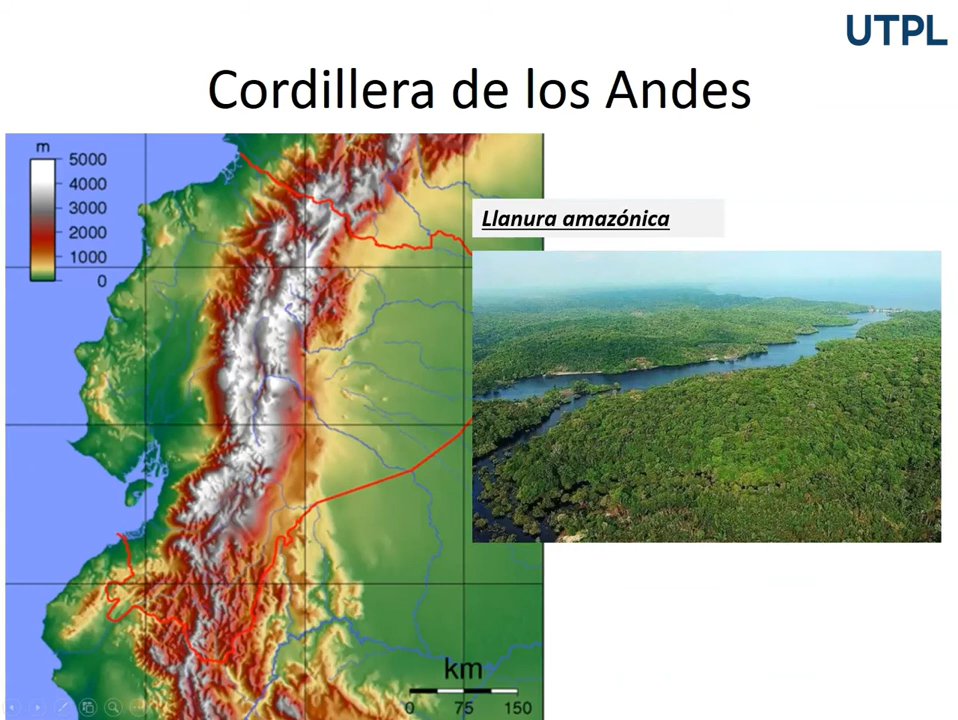 UTPL
Cordillera de los Andes
m
5000
4000
3000
2000
1000
0
Llanura amazónica
km
0 75 150